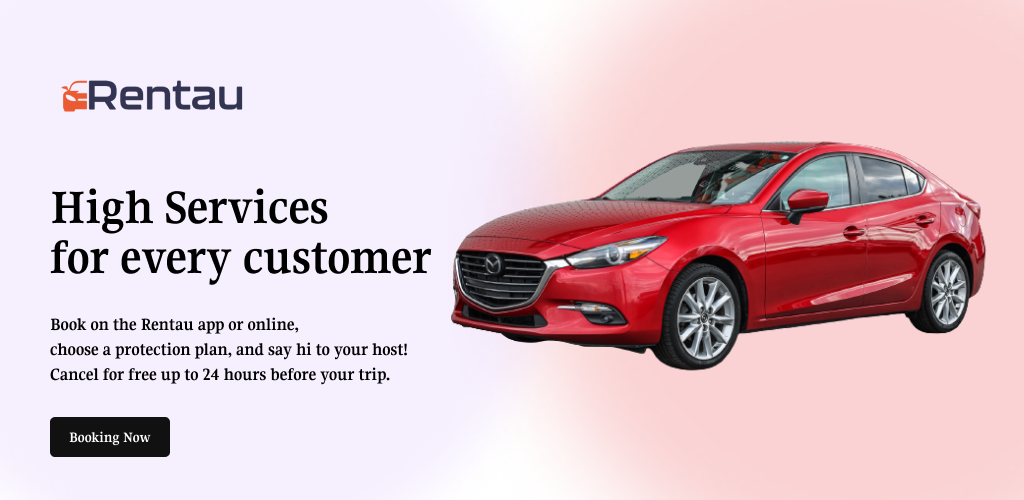 Rentau
High Services
for every customer
Book on the Rentau app or online,
choose a protection plan, and say hi to your host!
Cancel for free up to 24 hours before your trip.
Booking Now